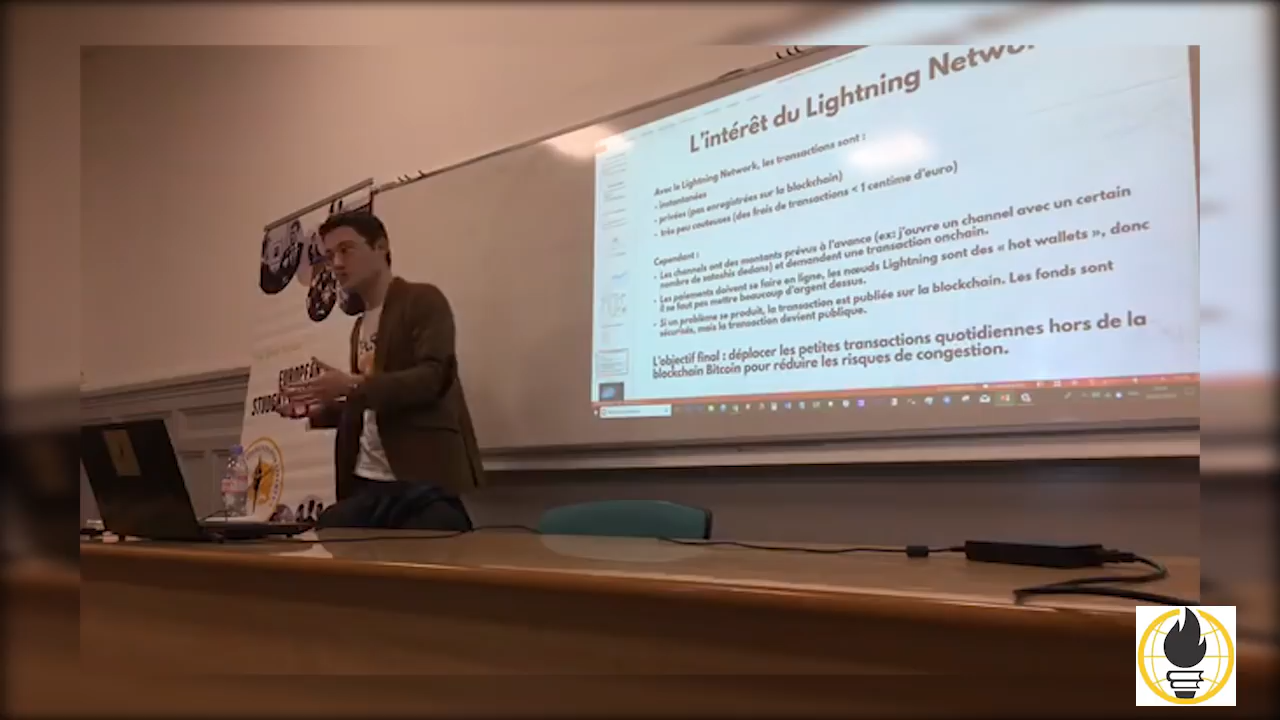 L'intérêt du Lightning Network
Avec le Lightning Network, les transactions sont :
- instantanées
- privées (pas enregistrées sur la blockchain)
- très peu couteuses (des frais de transactions < 1 centime d'euro)
Cependant :
- Les channels ont des montants prévus à l'avance (ex: j'ouvre un channel avec un certain
nombre de satoshis dedans) et demandent une transaction onchain.
- Les paiements doivent se faire en ligne, les nœuds Lightning sont des « hot wallets », donc
il ne faut pas mettre beaucoup d'argent dessus.
- Si un problème se produit, la transaction est publiée sur la blockchain. Les fonds sont
sécurisés, mais la transaction devient publique.
L'objectif final : déplacer les petites transactions quotidiennes hors de la
blockchain Bitcoin pour réduire les risques de congestion.
EUROPEAN